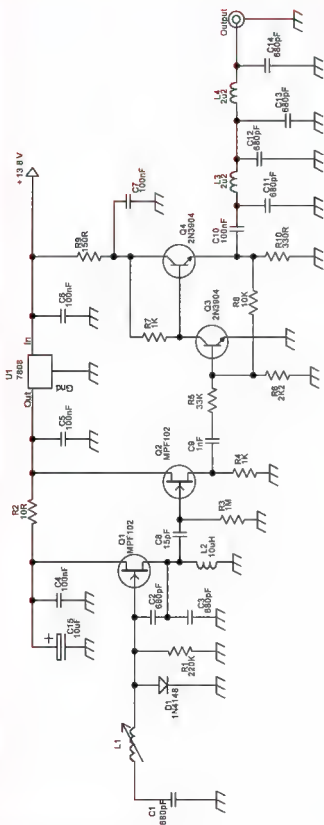 L1
C1
680pF
D1
1N4148
R1
220K
C15
10uF
+
C4
100nF
R2
10R
Q1
MPF102
C2
680pF
C3
680pF
C8
15pF
L2
10uH
R3
1M
Q2
MPF102
R4
1K
C9
1nF
R5
33K
C5
100nF
U1
7808
Out
In
Gnd
C6
100nF
+13.8V
R9
150R
C7
100nF
R7
1K
Q4
2N3904
Q3
2N3904
R6
2K2
R8
10K
R10
330R
C10
100nF
C11
680pF
L3
2u2
C12
680pF
C13
680pF
L4
2u2
C14
680pF
Output